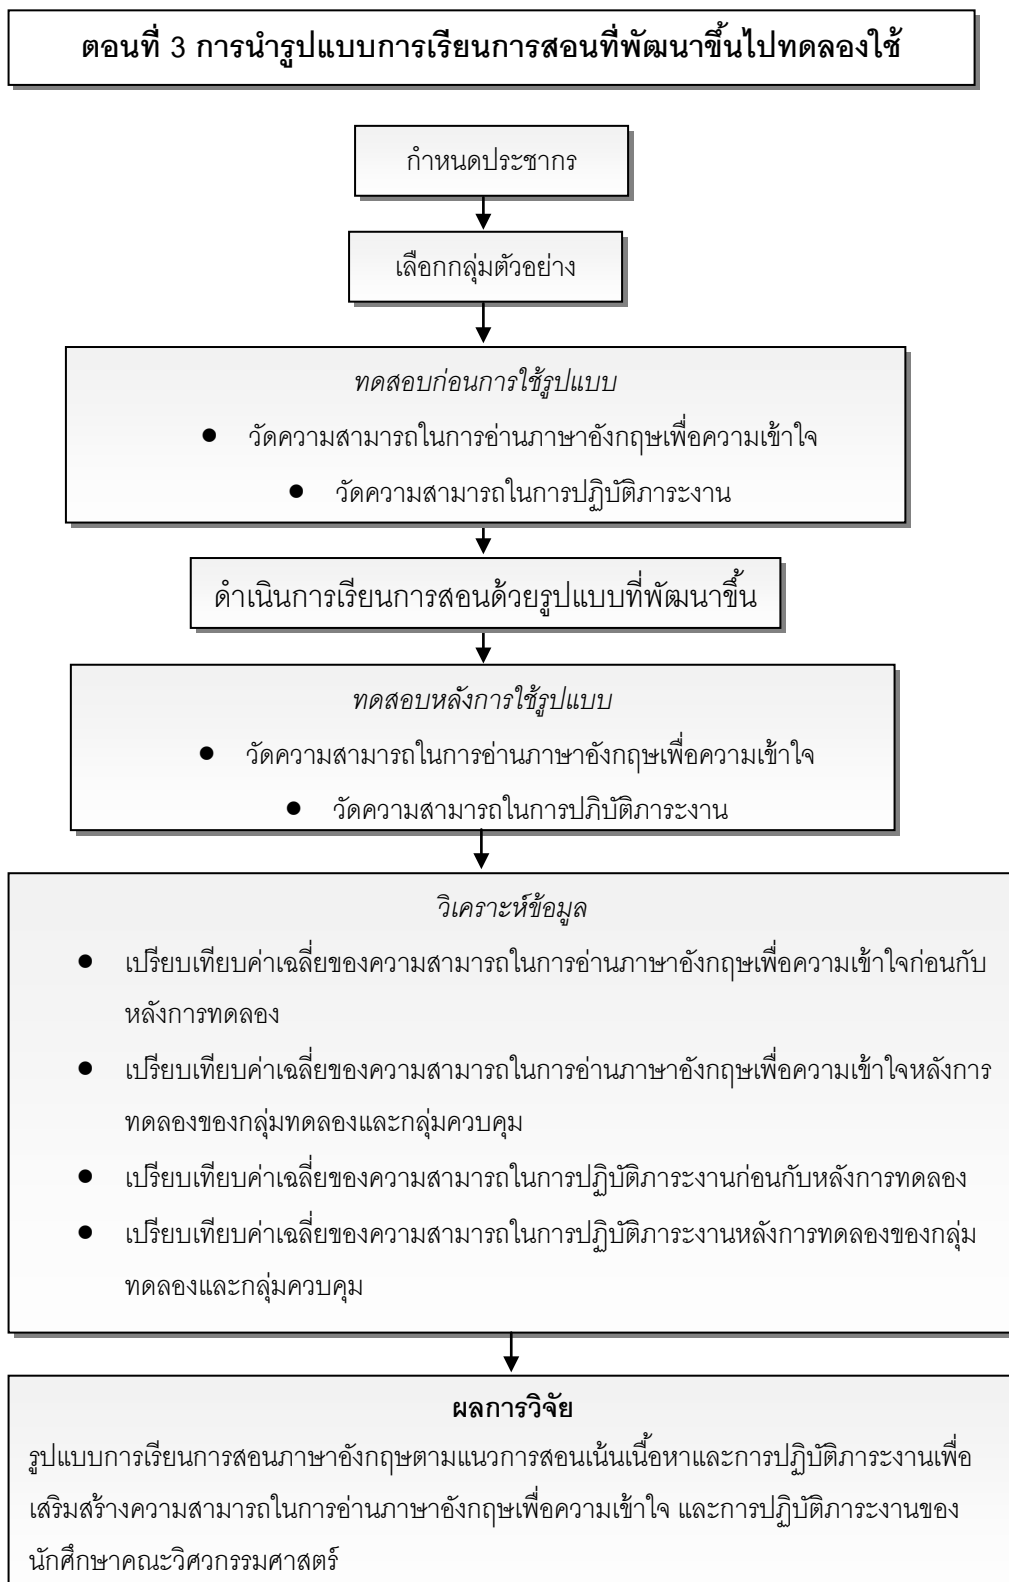 ตอนที่ 3 การนำรูปแบบการเรียนการสอนที่พัฒนาขึ้นไปทดลองใช้
กำหนดประชากร
เลือกกลุ่มตัวอย่าง
ทดสอบก่อนการใช้รูปแบบ
● วัดความสามารถในการอ่านภาษาอังกฤษเพื่อความเข้าใจ
● วัดความสามารถในการปฏิบัติภาระงาน
ดำเนินการเรียนการสอนด้วยรูปแบบที่พัฒนาขึ้น
ทดสอบหลังการใช้รูปแบบ
● วัดความสามารถในการอ่านภาษาอังกฤษเพื่อความเข้าใจ
● วัดความสามารถในการปภิบัติภาระงาน
วิเคราะห์ข้อมูล
● เปรียบเทียบค่าเฉลี่ยของความสามารถในการอ่านภาษาอังกฤษเพื่อความเข้าใจก่อนกับ
หลังการทดลอง
● เปรียบเทียบค่าเฉลี่ยของความสามารถในการอ่านภาษาอังกฤษเพื่อความเข้าใจหลังการ
ทดลองของกลุ่มทดลองและกลุ่มควบคุม
● เปรียบเทียบค่าเฉลี่ยของความสามารถในการปฏิบัติภาระงานก่อนกับหลังการทดลอง
● เปรียบเทียบค่าเฉลี่ยของความสามารถในการปฏิบัติภาระงานหลังการทดลองของกลุ่ม
ทดลองและกลุ่มควบคุม
ผลการวิจัย
รูปแบบการเรียนการสอนภาษาอังกฤษตามแนวการสอนเน้นเนื้อหาและการปฏิบัติภาระงานเพื่อ
เสริมสร้างความสามารถในการอ่านภาษาอังกฤษเพื่อความเข้าใจ และการปฏิบัติภาระงานของ
นักศึกษาคณะวิศวกรรมศาสตร์